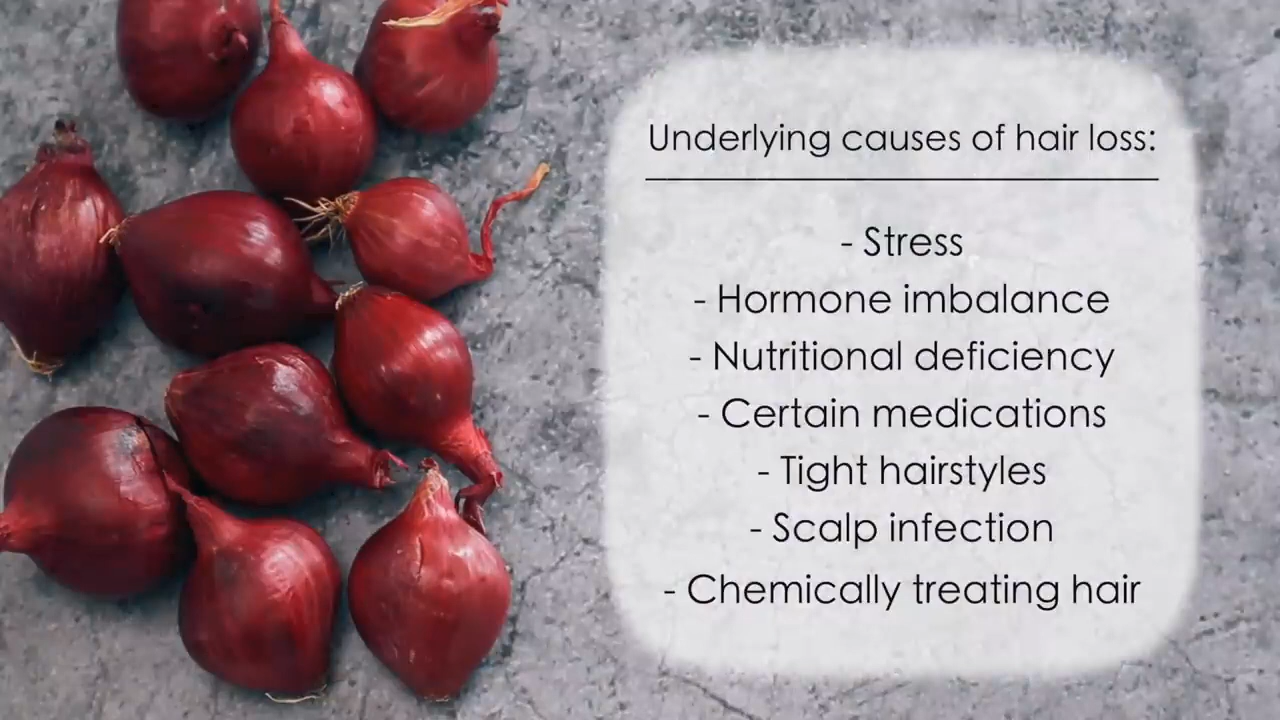 Underlying causes of hair loss:
- Stress
- Hormone imbalance
- Nutritional deficiency
- Certain medications
- Tight hairstyles
- Scalp infection
- Chemically treating hair